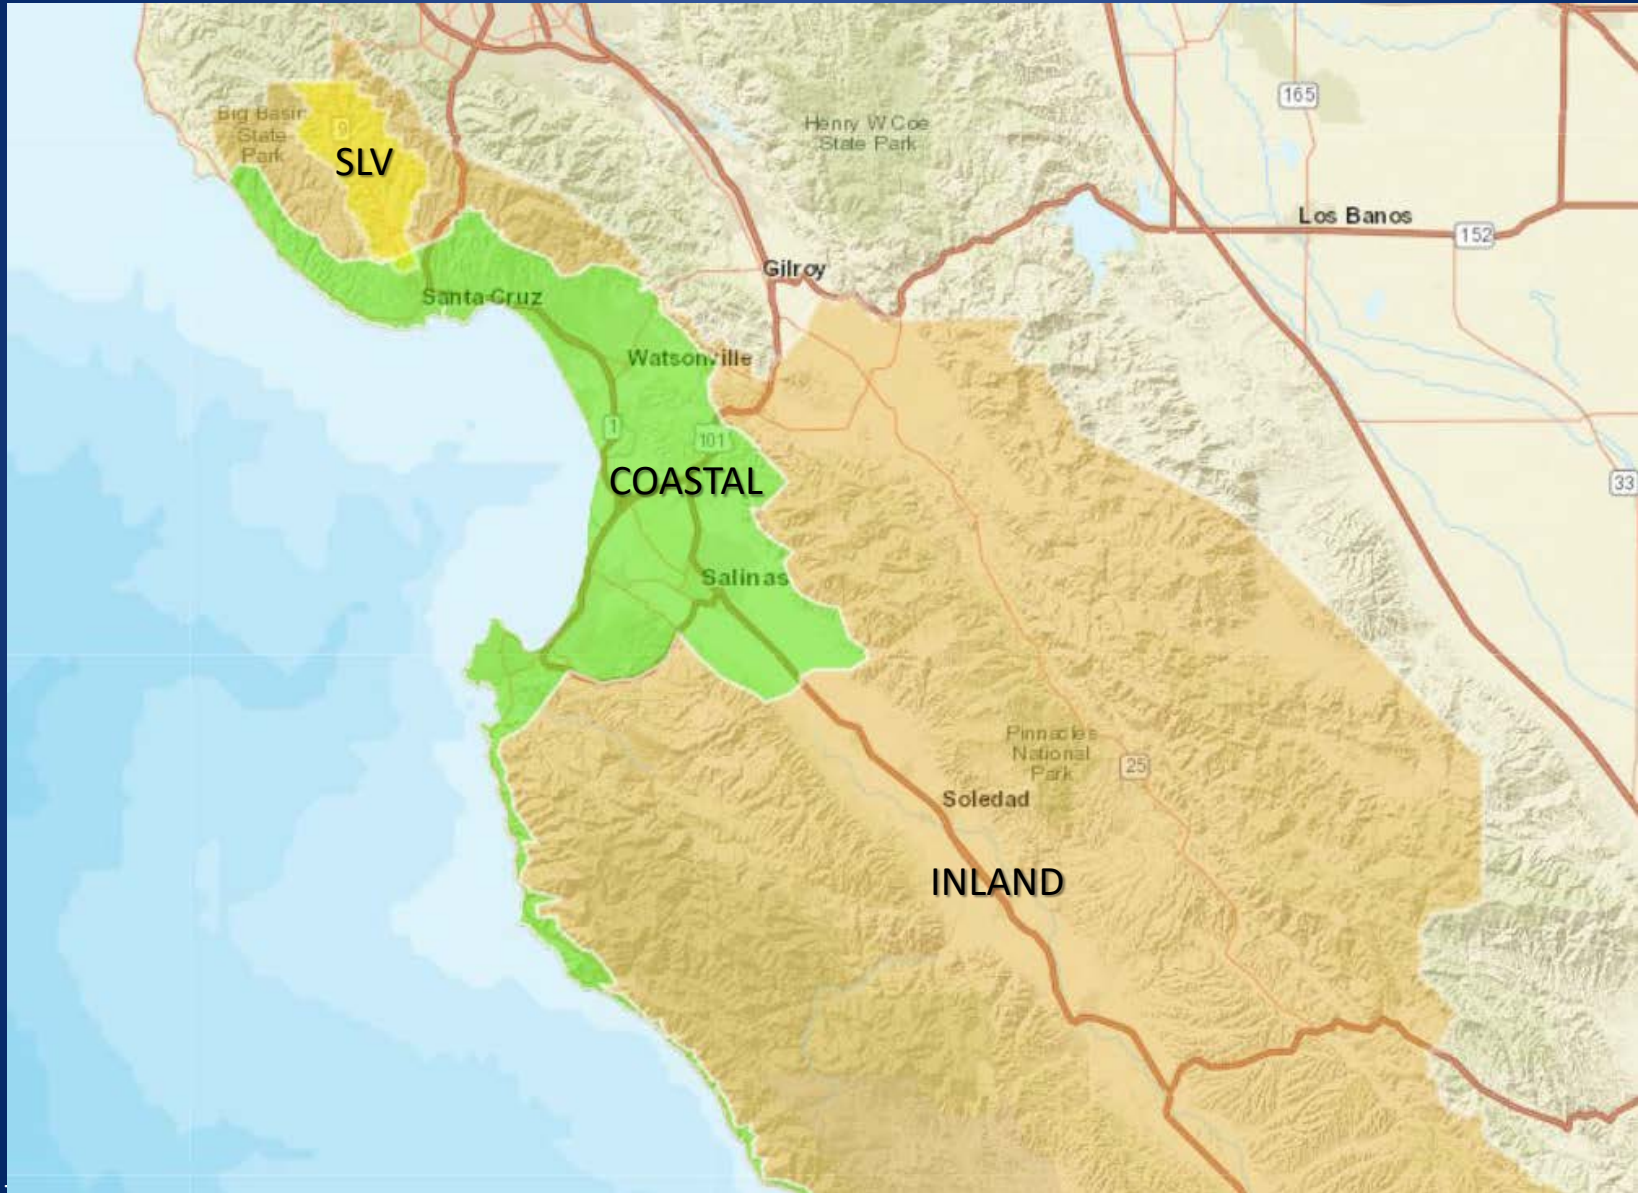 165
Henry W Coe
State Park
Big Basin
State
Park
9
SLV
Los Banos
152
Gilroy
Santa Cruz
Watsonville
1
101
COASTAL
33
Salinas
Pinnacles
National
Park
25
Soledad
INLAND